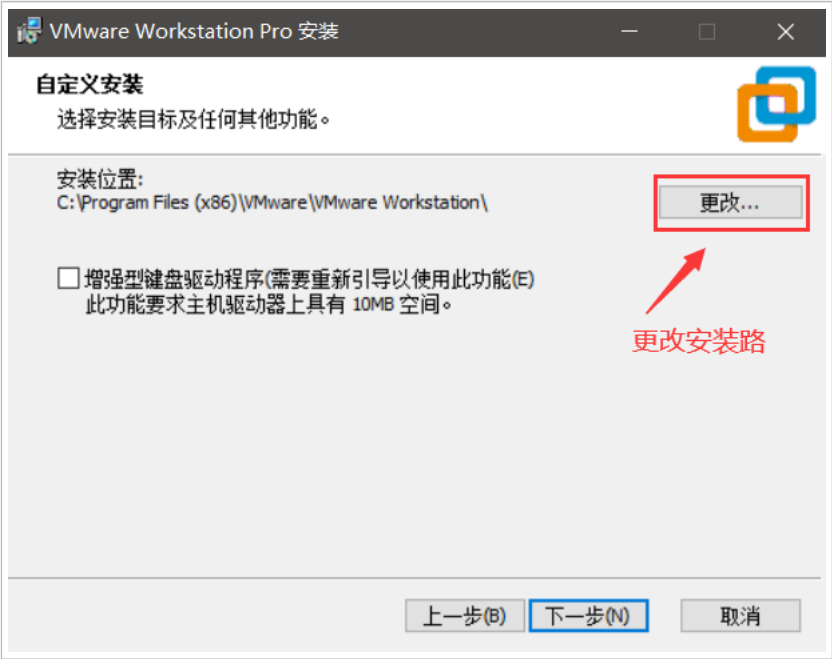 VMware Workstation Pro 安装
自定义安装
选择安装目标及任何其他功能。
安装位置:
C:\Program Files (x86)\VMware\VMware Workstation\
更改...
增强型键盘驱动程序(需要重新引导以使用此功能(E)
此功能要求主机驱动器上具有 10MB 空间。
更改安装路
上一步(B)
下一步(N)
取消